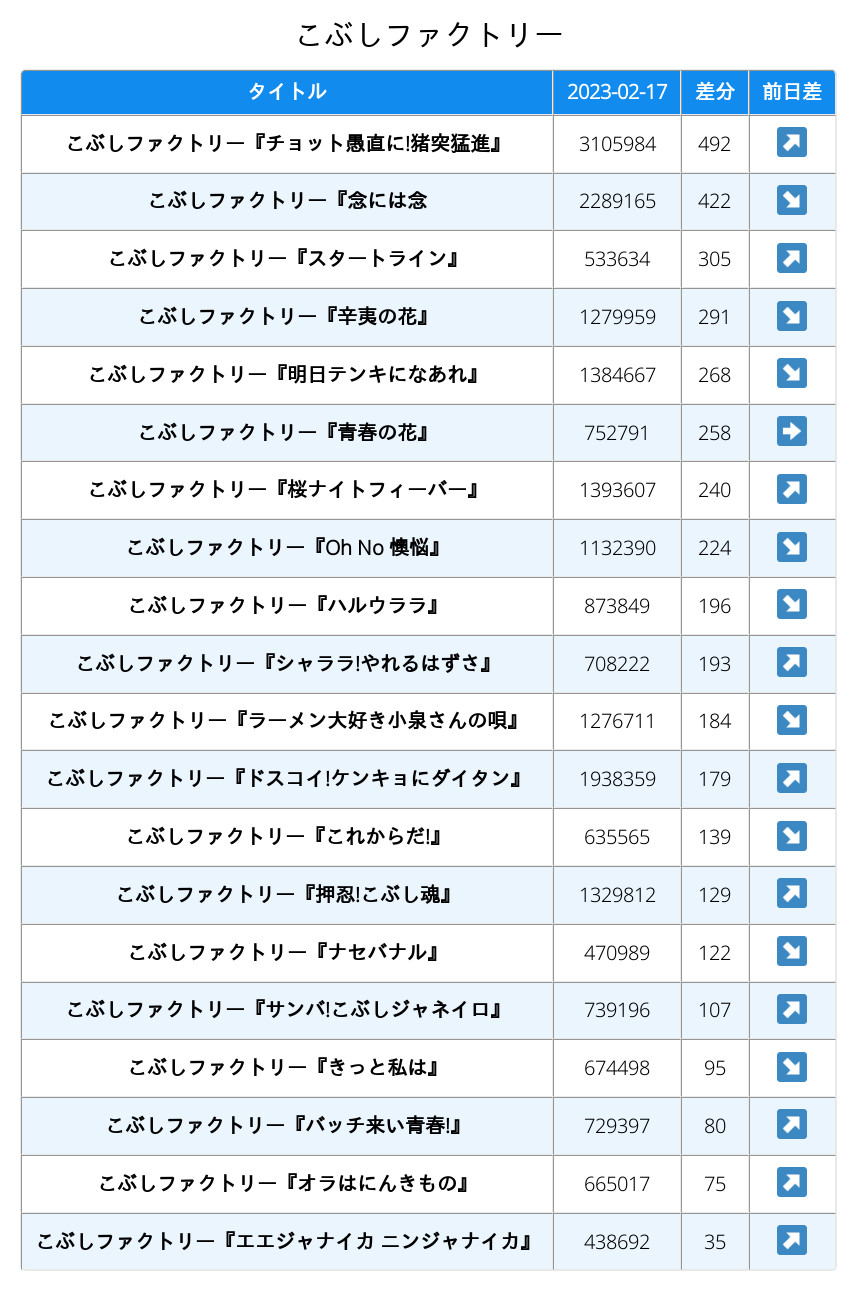 こぶしファクトリー
タイトル 2023-02-17 差分 前日差
こぶしファクトリー『チョット愚直に!猪突猛進』 3105984 492 ↗
こぶしファクトリー『念には念 2289165 422 ↘
こぶしファクトリー『スタートライン』 533634 305 ↗
こぶしファクトリー『辛夷の花』 1279959 291 ↘
こぶしファクトリー『明日テンキになあれ』 1384667 268 ↘
こぶしファクトリー『青春の花』 752791 258 ➡
こぶしファクトリー『桜ナイトフィーバー』 1393607 240 ↗
こぶしファクトリー『Oh No 懊悩』 1132390 224 ↘
こぶしファクトリー『ハルウララ』 873849 196 ↘
こぶしファクトリー『シャララ!やれるはずさ』 708222 193 ↗
こぶしファクトリー『ラーメン大好き小泉さんの唄』 1276711 184 ↘
こぶしファクトリー『ドスコイ!ケンキョにダイタン』 1938359 179 ↗
こぶしファクトリー『これからだ!』 635565 139 ↘
こぶしファクトリー『押忍!こぶし魂』 1329812 129 ↗
こぶしファクトリー『ナセバナル』 470989 122 ↘
こぶしファクトリー『サンバ!こぶしジャネイロ』 739196 107 ↗
こぶしファクトリー『きっと私は』 674498 95 ↘
こぶしファクトリー『バッチ来い青春!』 729397 80 ↗
こぶしファクトリー『オラはにんきもの』 665017 75 ↗
こぶしファクトリー『エエジャナイカ ニンジャナイカ』 438692 35 ↗